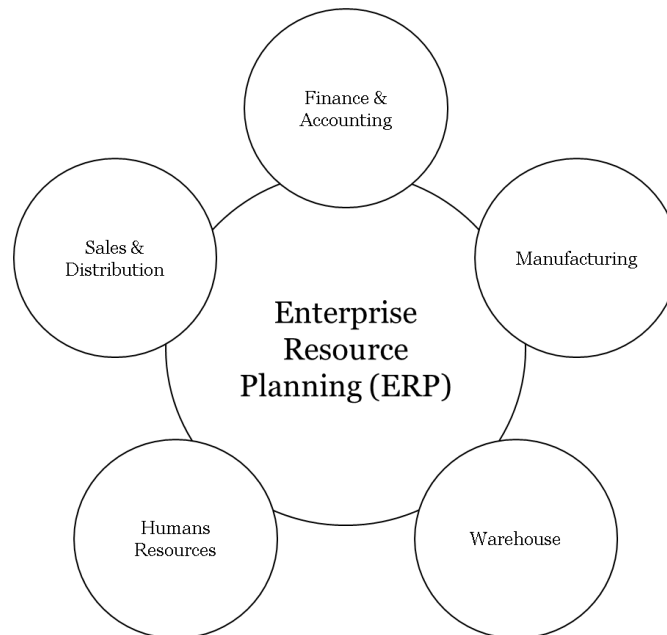 Finance &
Accounting
Sales &
Distribution
Manufacturing
Enterprise
Resource
Planning (ERP)
Humans
Resources
Warehouse